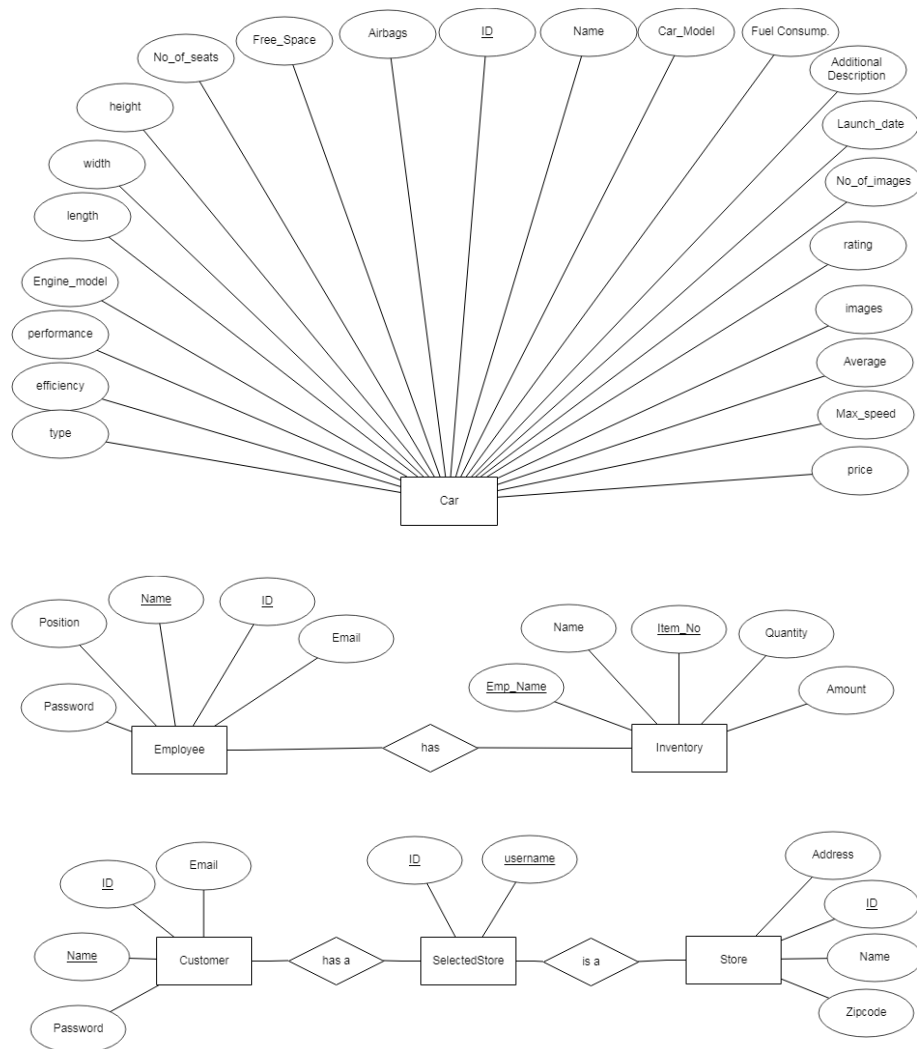 Free_Space
Airbags
ID
Name
Car_Model
Fuel Consump.
No_of_seats
Additional
Description
height
Launch_date
width
No_of_images
length
rating
Engine_model
images
performance
Average
efficiency
Max_speed
type
price
Car
Name
ID
Position
Email
Password
Employee
has
Name
Item_No
Quantity
Emp_Name
Amount
Inventory
Email
ID
Name
Password
Customer
has a
ID
username
SelectedStore
is a
Address
ID
Name
Zipcode
Store